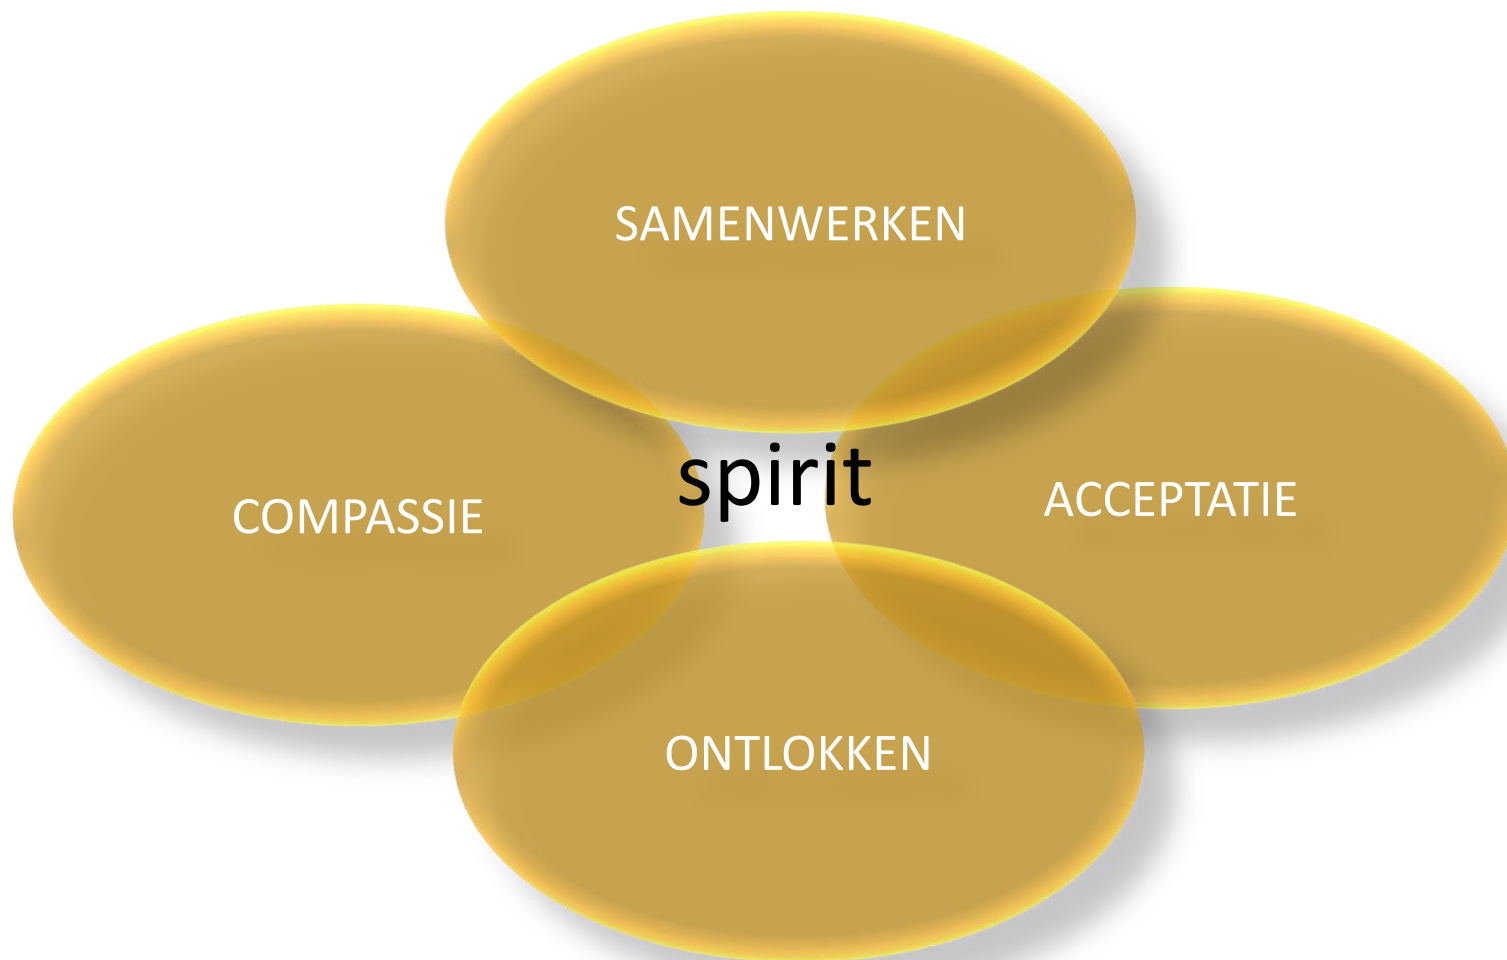 SAMENWERKEN
spirit
COMPASSIE
ACCEPTATIE
ONTLOKKEN